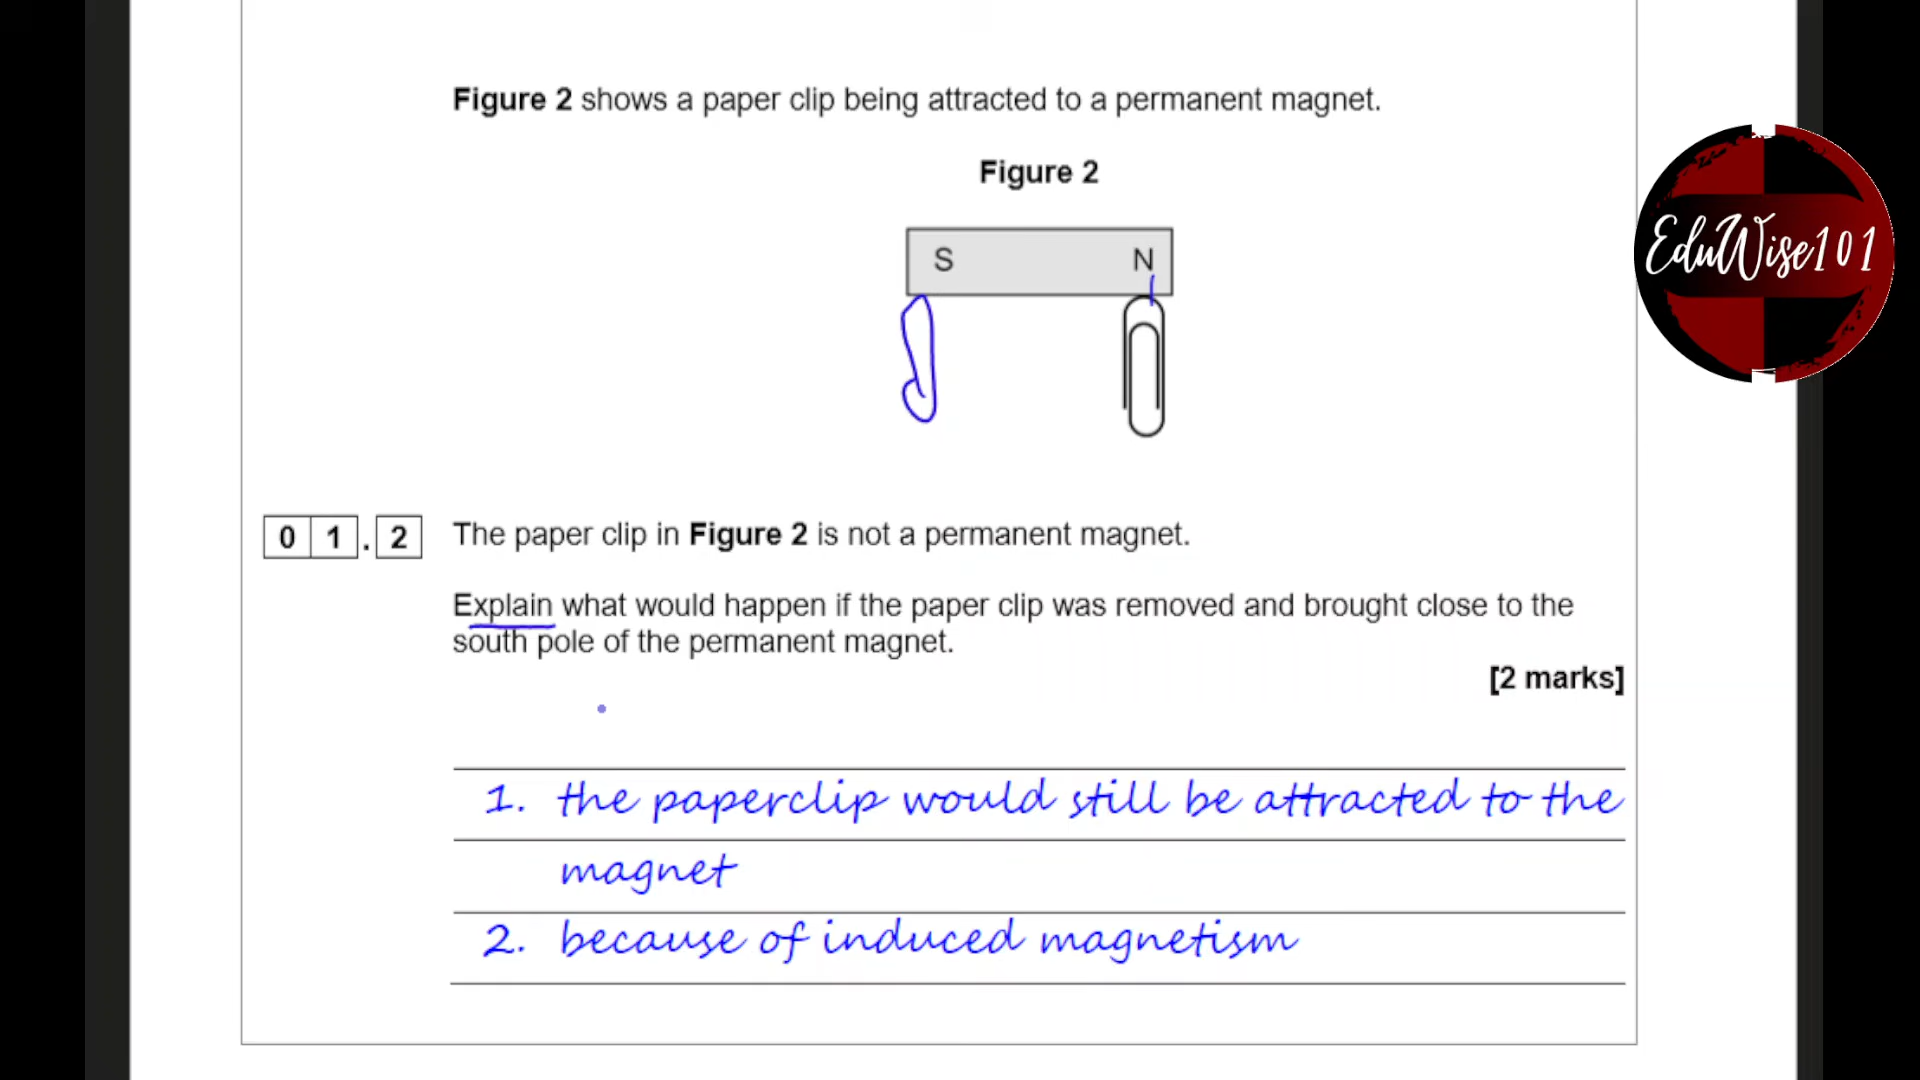 Figure 2 shows a paper clip being attracted to a permanent magnet.
Figure 2
S N
EduWise101
0 1 . 2 The paper clip in Figure 2 is not a permanent magnet.
Explain what would happen if the paper clip was removed and brought close to the
south pole of the permanent magnet.
[2 marks]
1. the paperclip would still be attracted to the
magnet
2. because of induced magnetism